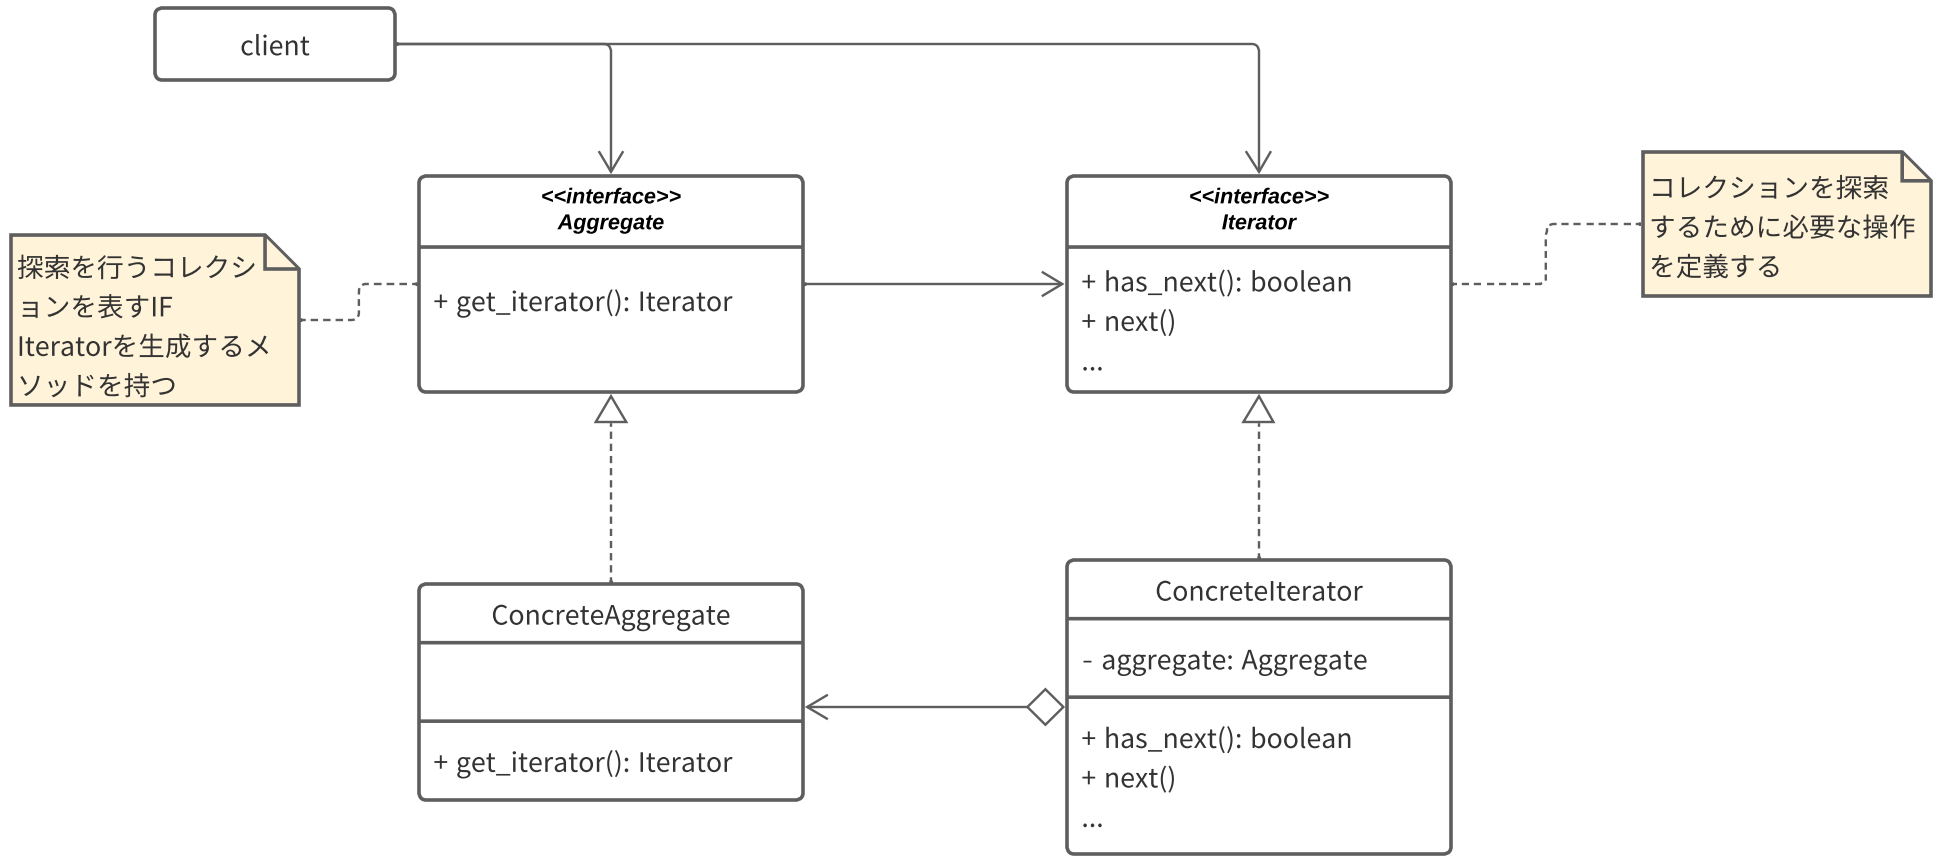 client
<<interface>>
Aggregate
+ get_iterator(): Iterator
<<interface>>
Iterator
+ has_next(): boolean
+ next()
...
コレクションを探索
するために必要な操作
を定義する
探索を行うコレクシ
ョンを表すIF
Iteratorを生成するメ
ソッドを持つ
ConcreteAggregate
+ get_iterator(): Iterator
ConcreteIterator
- aggregate: Aggregate
+ has_next(): boolean
+ next()
...